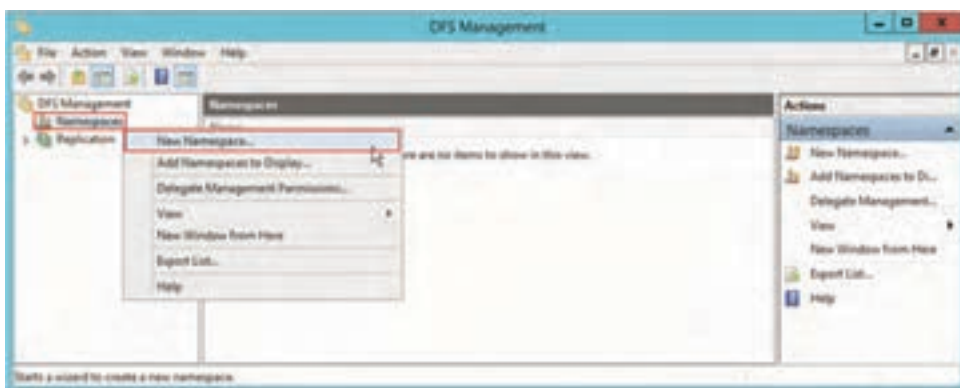 DFS Management
File Action View Window Help
DFS Management
Namespaces
Replication
Namespaces
New Namespace...
Add Namespaces to Display...
Delegate Management Permissions...
View
New Window from Here
Export List...
Help
re are no items to show in this view.
Actions
Namespaces
New Namespace...
Add Namespaces to Di...
Delegate Management...
View
New Window from Here
Export List...
Help
Starts a wizard to create a new namespace.